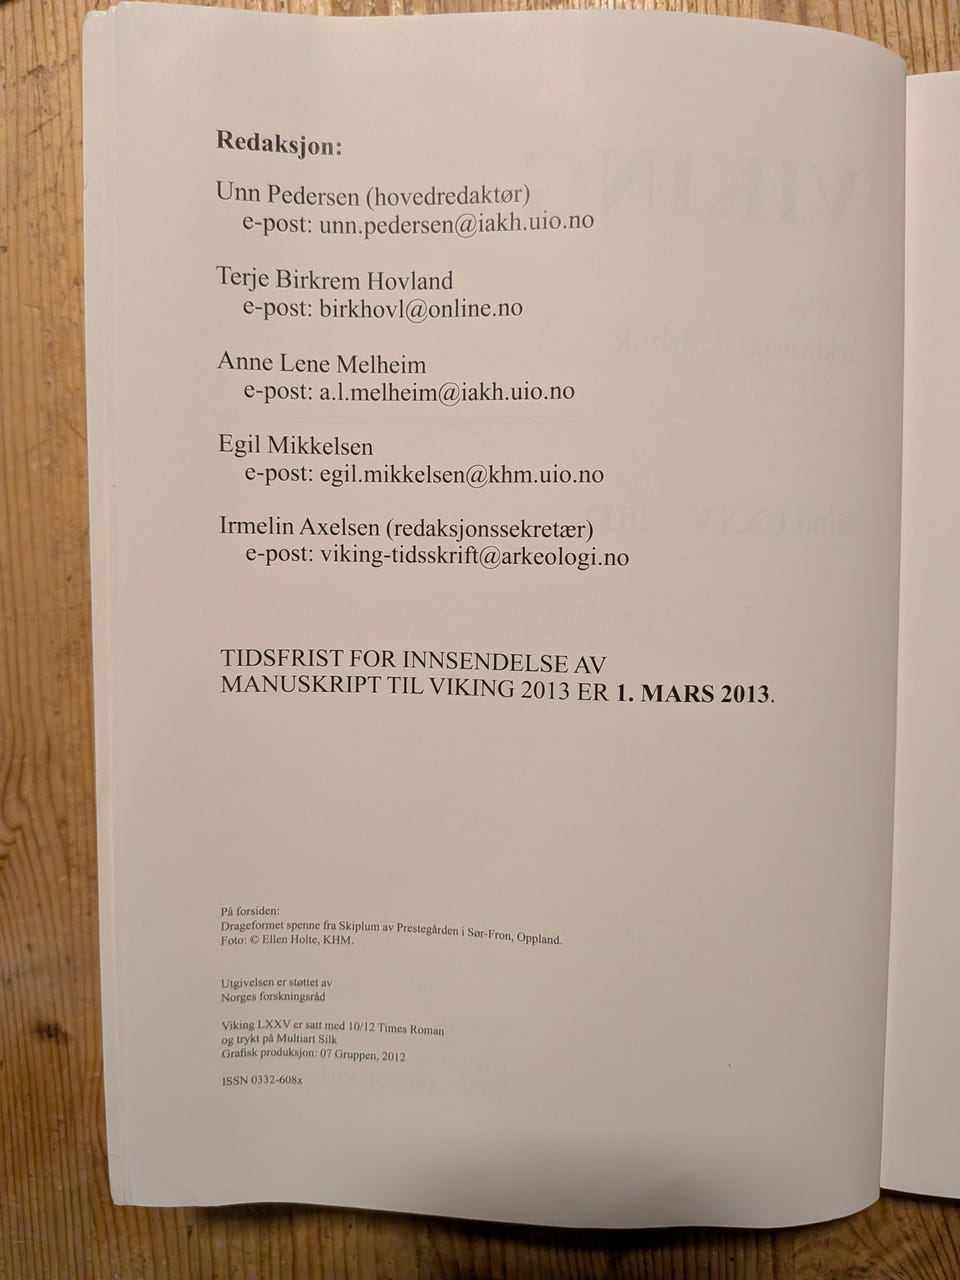 Redaksjon:
Unn Pedersen (hovedredaktør)
e-post: unn.pedersen@iakh.uio.no
Terje Birkrem Hovland
e-post: birkhovl@online.no
Anne Lene Melheim
e-post: a.l.melheim@iakh.uio.no
Egil Mikkelsen
e-post: egil.mikkelsen@khm.uio.no
Irmelin Axelsen (redaksjonssekretær)
e-post: viking-tidsskrift@arkeologi.no
TIDSFRIST FOR INNSENDELSE AV
MANUSKRIPT TIL VIKING 2013 ER 1. MARS 2013.
På forsiden:
Drageformet spenne fra Skiplum av Prestegården i Sør-Fron, Oppland.
Foto: © Ellen Holte, KHM.
Utgivelsen er støttet av
Norges forskningsråd
Viking LXXV er satt med 10/12 Times Roman
og trykt på Multiart Silk
Grafisk produksjon: 07 Gruppen, 2012
ISSN 0332-608x